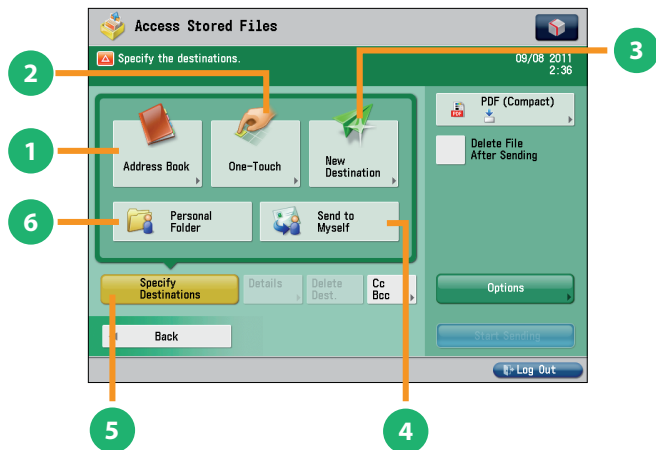 Access Stored Files
Specify the destinations.
09/08 2011
2:36
2
3
1
6
Address Book
One-Touch
New
Destination
Personal
Folder
Send to
Myself
PDF
PDF (Compact)
Delete File
After Sending
Specify
Destinations
Details
Delete
Dest.
Cc
Bcc
Options
Back
Start Sending
Log Out
5
4